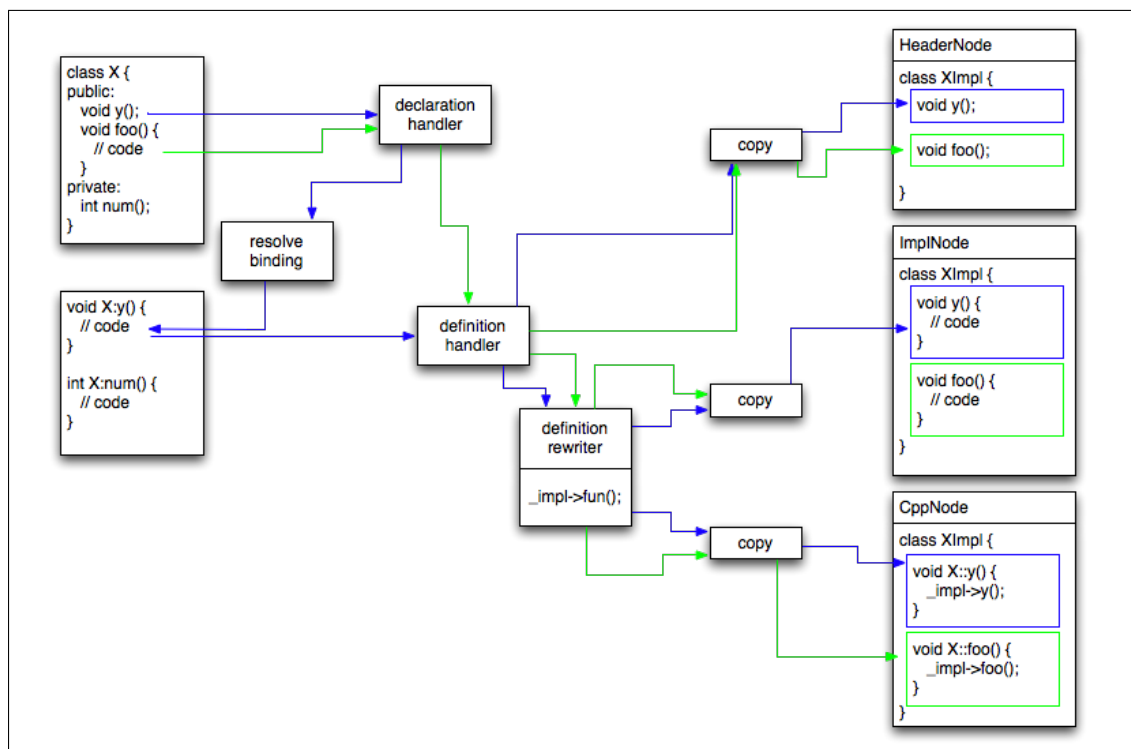 class X {
public:
void y();
void foo() {
// code
}
private:
int num();
}
void X:y() {
// code
}
int X:num() {
// code
}
declaration
handler
resolve
binding
definition
handler
definition
rewriter
_impl->fun();
copy
copy
copy
HeaderNode
class XImpl {
void y();
void foo();
}
ImplNode
class XImpl {
void y() {
// code
}
void foo() {
// code
}
}
CppNode
class XImpl {
void X::y() {
_impl->y();
}
void X::foo() {
_impl->foo();
}
}